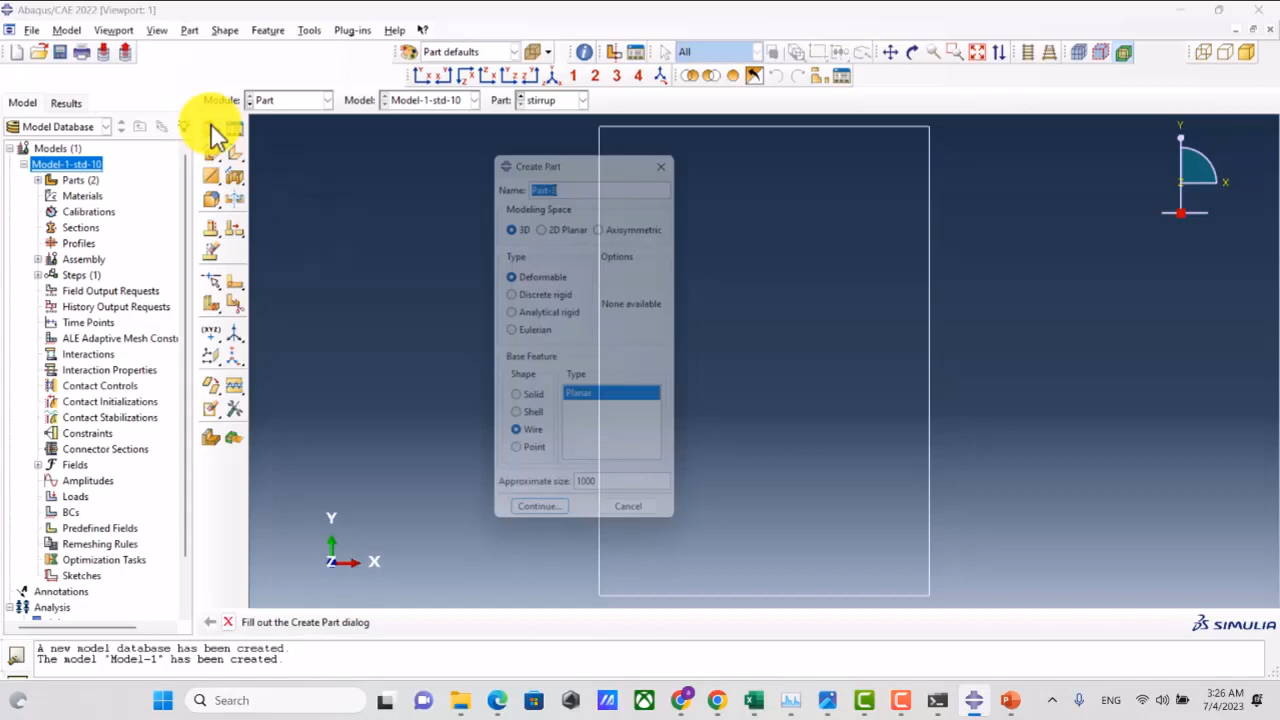 Abaqus/CAE 2022 [Viewport: 1]
File Model Viewport View Part Shape Feature Tools Plug-ins Help
Part defaults All
1 2 3 4
Model Results Module: Part Model: Model-1-std-10 Part: stirrup
Model Database
Models (1)
Model-1-std-10
Parts (2)
Materials
Calibrations
Sections
Profiles
Assembly
Steps (1)
Field Output Requests
History Output Requests
Time Points
ALE Adaptive Mesh Constr
Interactions
Interaction Properties
Contact Controls
Contact Initializations
Contact Stabilizations
Constraints
Connector Sections
Fields
Amplitudes
Loads
BCs
Predefined Fields
Remeshing Rules
Optimization Tasks
Sketches
Annotations
Analysis
(XYZ)
Create Part
Name:
Modeling Space
3D 2D Planar Axisymmetric
Type Options
Deformable
Discrete rigid
None available
Analytical rigid
Eulerian
Base Feature
Shape Type
Solid Planar
Shell
Wire
Point
Approximate size: 1000
Continue... Cancel
Y
Z X
Y
Z X
Fill out the Create Part dialog
SIMULIA
A new model database has been created.
The model "Model-1" has been created.
Search
ENG
3:26 AM
7/4/2023